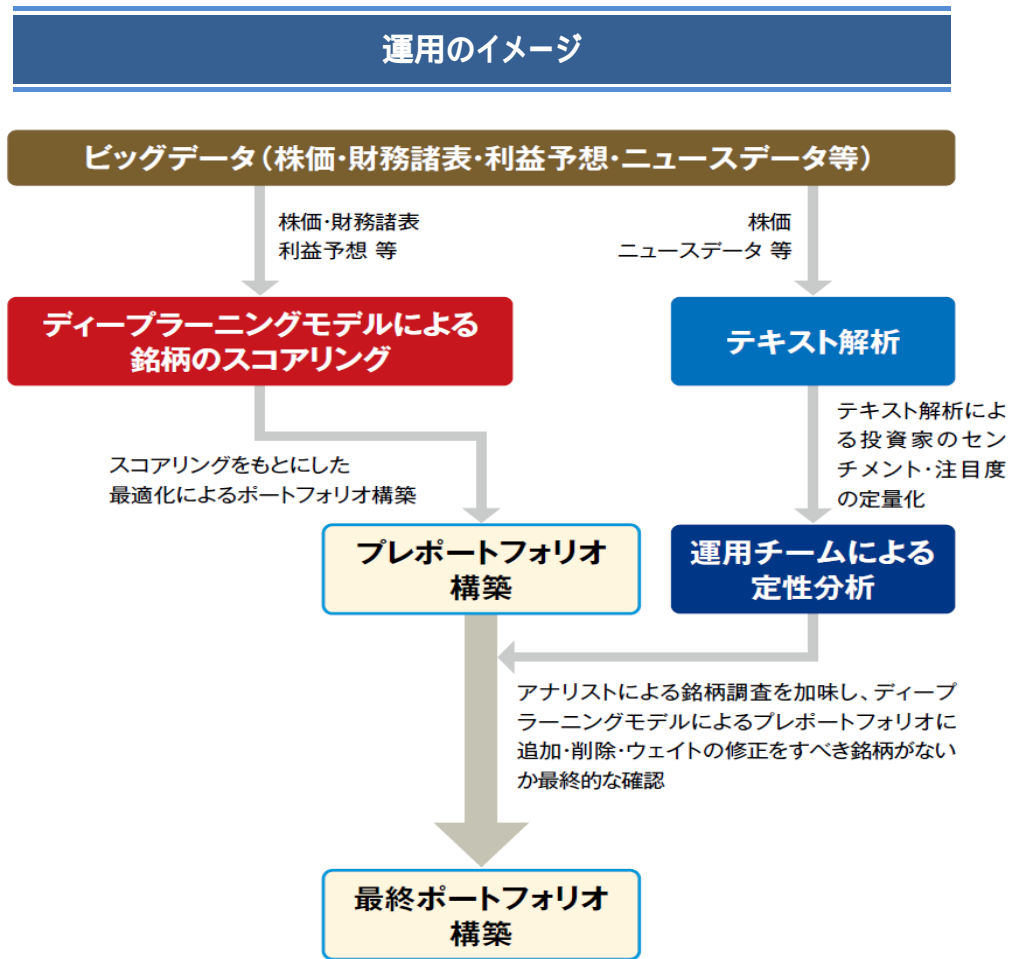 運用のイメージ
ビッグデータ（株価・財務諸表・利益予想・ニュースデータ等）
株価・財務諸表
利益予想 等
株価
ニュースデータ 等
ディープラーニングモデルによる
銘柄のスコアリング
テキスト解析
テキスト解析によ
る投資家のセン
チメント・注目度
の定量化
スコアリングをもとにした
最適化によるポートフォリオ構築
プレポートフォリオ
構築
運用チームによる
定性分析
アナリストによる銘柄調査を加味し、ディープ
ラーニングモデルによるプレポートフォリオに
追加・削除・ウェイトの修正をすべき銘柄がない
か最終的な確認
最終ポートフォリオ
構築